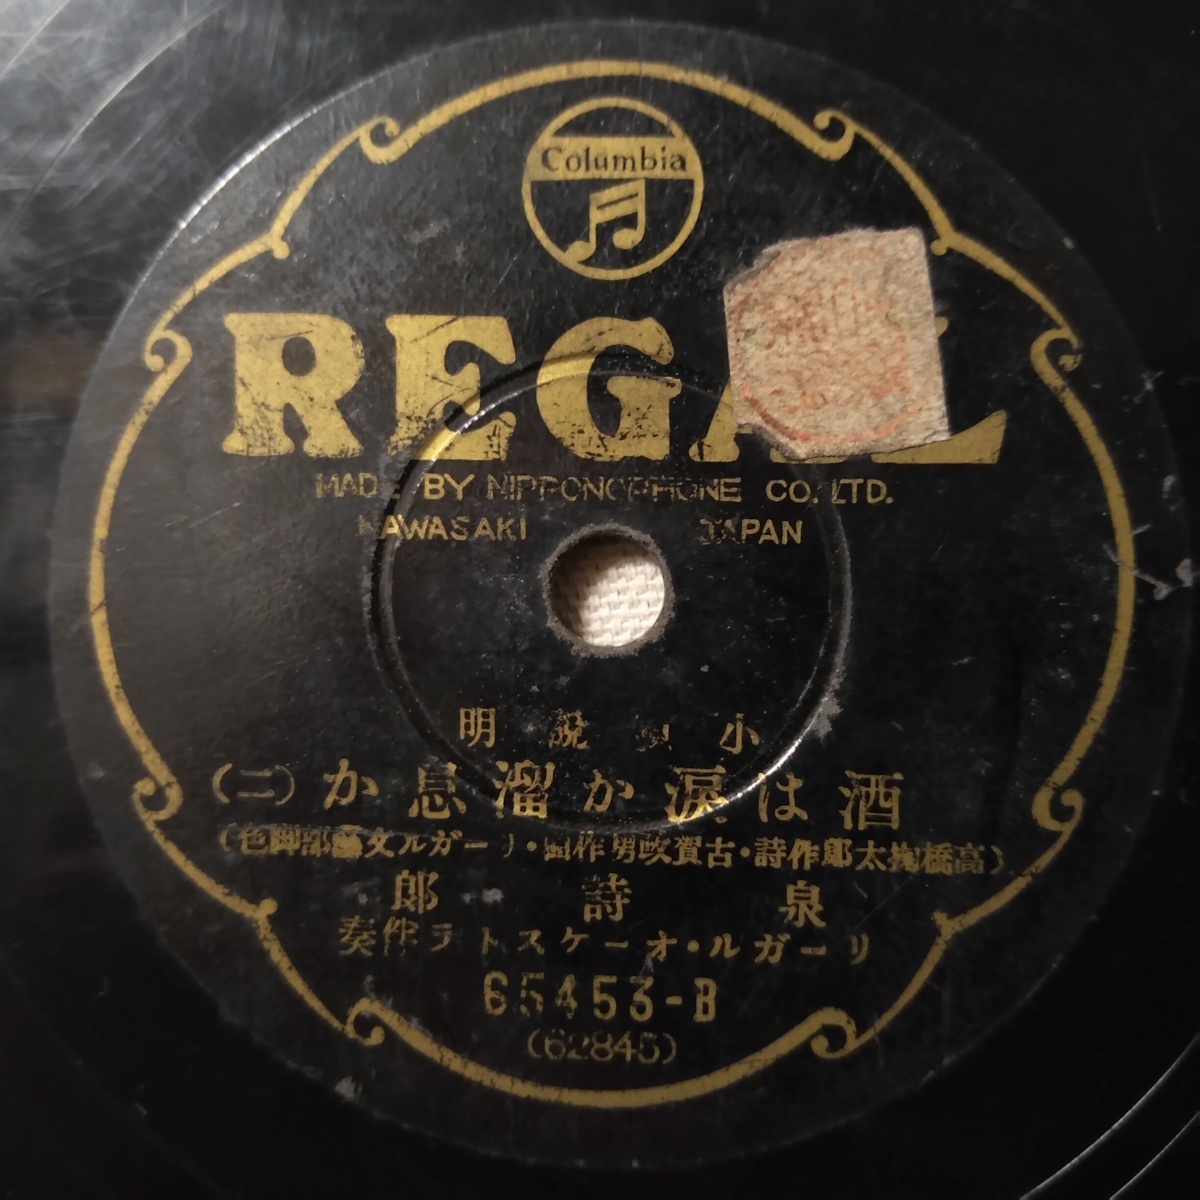 Columbia
REGAL
MADE BY NIPPONOPHONE CO. LTD.
KAWASAKI JAPAN
小唄説明
酒は涙か溜息か(二)
(高橋掬太郎作詩・古賀政男作曲・リーガル文藝部脚色)
泉詩郎
リーガル・オーケストラ伴奏
65453-B
(62845)